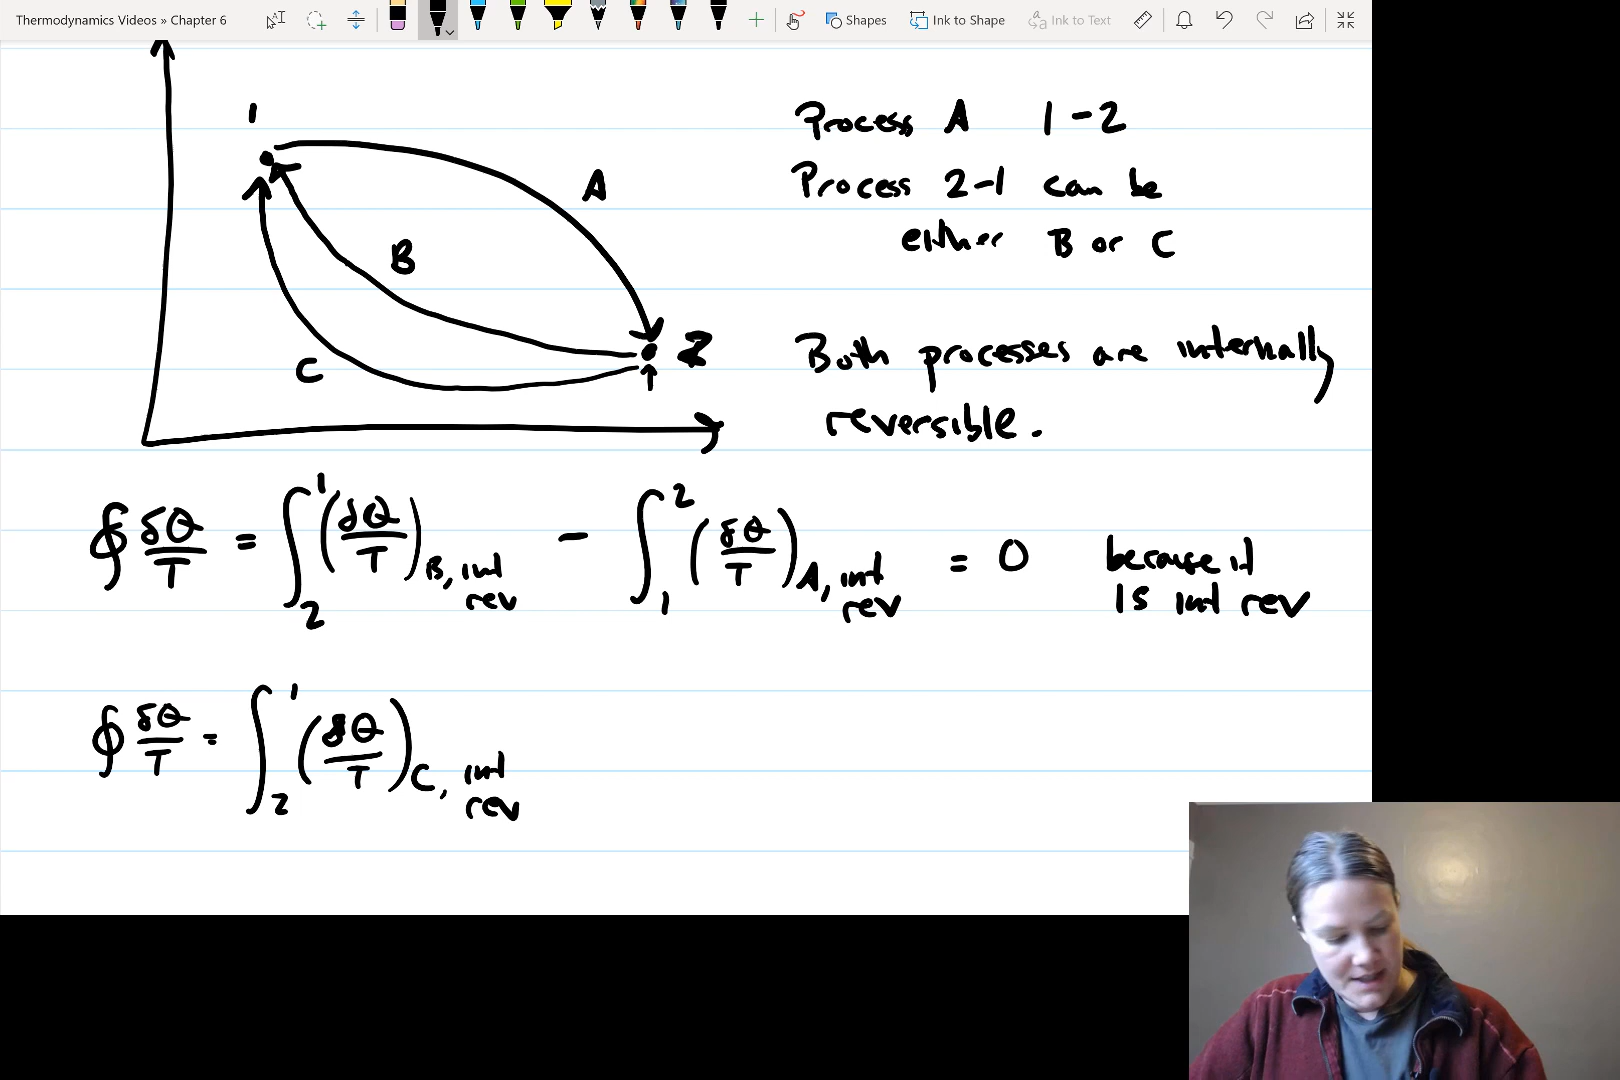 Thermodynamics Videos » Chapter 6
Shapes
Ink to Shape
Ink to Text
1
A
B
C
2
Process A 1-2
Process 2-1 can be
either B or C
Both processes are internally
reversible.
∮ δQ/T = ∫₂¹ (δQ/T)B, int rev − ∫₁² (δQ/T)A, int rev = 0 because it
is int rev
∮ δQ/T = ∫₂¹ (δQ/T)C, int rev